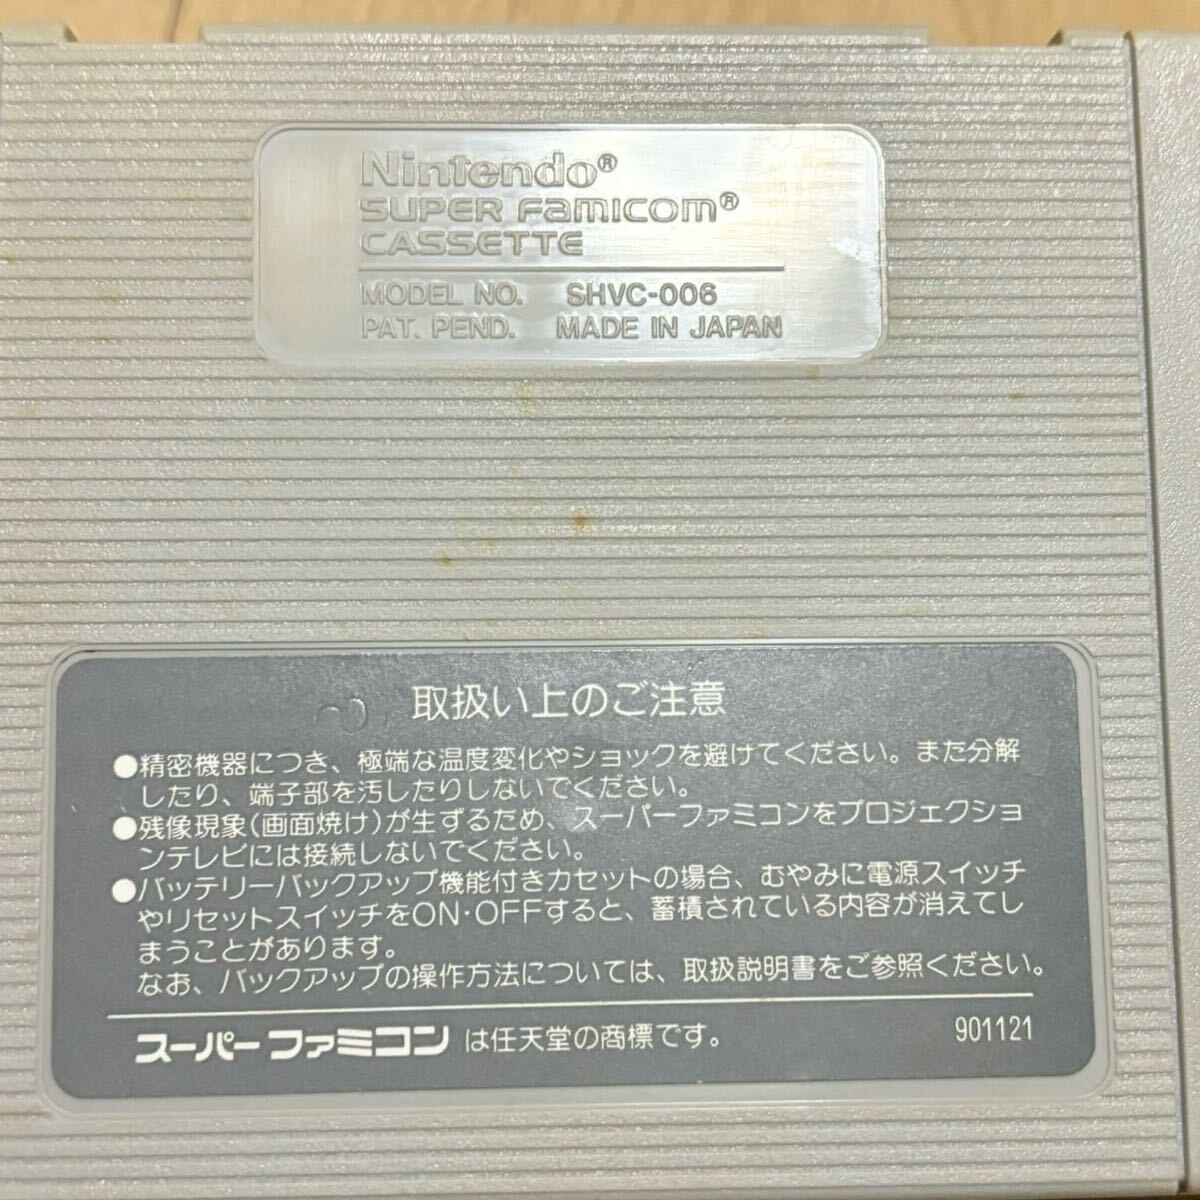 Nintendo®
SUPER FAMICOM®
CASSETTE
MODEL NO. SHVC-006
PAT. PEND. MADE IN JAPAN
取扱い上のご注意
●精密機器につき、極端な温度変化やショックを避けてください。また分解
したり、端子部を汚したりしないでください。
●残像現象(画面焼け)が生ずるため、スーパーファミコンをプロジェクショ
ンテレビには接続しないでください。
●バッテリーバックアップ機能付きカセットの場合、むやみに電源スイッチ
やリセットスイッチをON・OFFすると、蓄積されている内容が消えてし
まうことがあります。
なお、バックアップの操作方法については、取扱説明書をご参照ください。
スーパーファミコン は任天堂の商標です。 901121